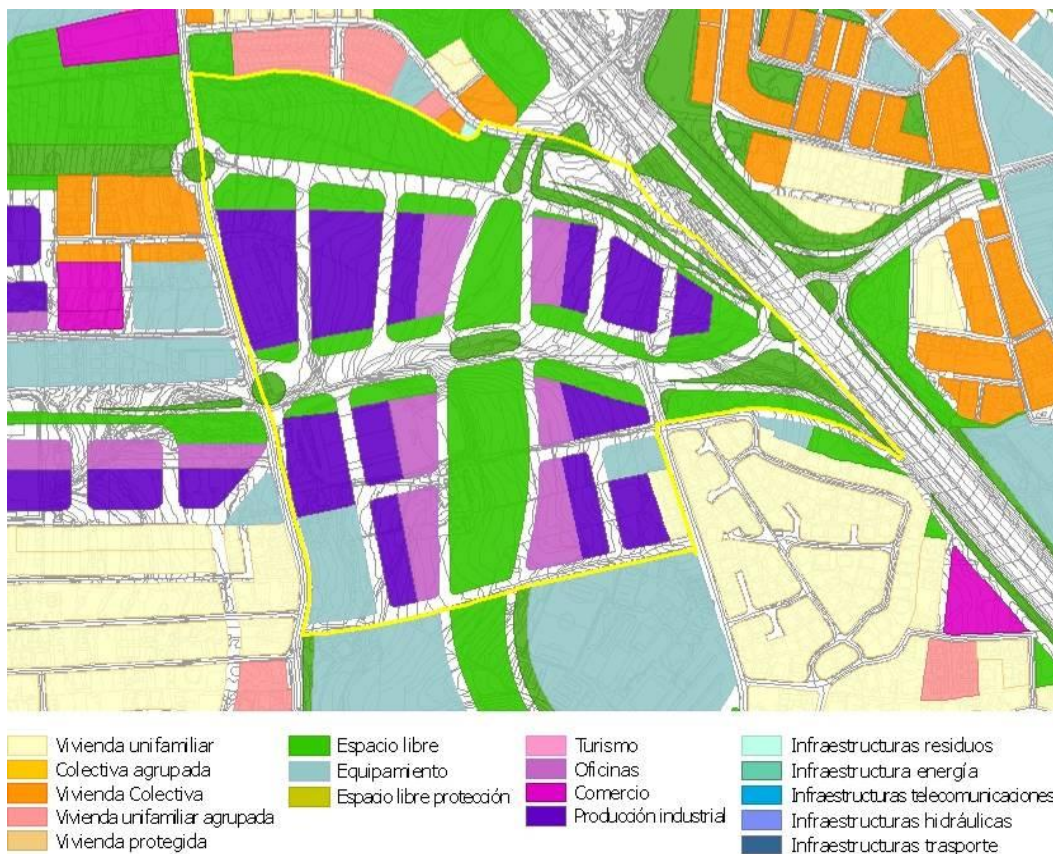 Vivienda unifamiliar
Colectiva agrupada
Vivienda Colectiva
Vivienda unifamiliar agrupada
Vivienda protegida
Espacio libre
Equipamiento
Espacio libre protección
Turismo
Oficinas
Comercio
Producción industrial
Infraestructuras residuos
Infraestructura energía
Infraestructuras telecomunicaciones
Infraestructuras hidráulicas
Infraestructuras trasporte